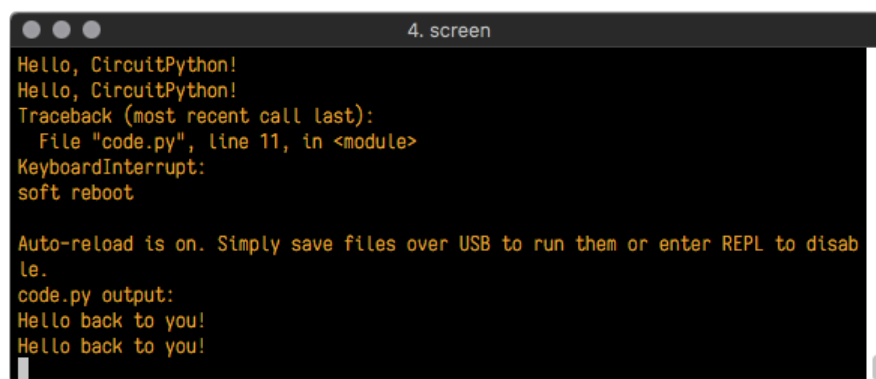 4. screen
Hello, CircuitPython!
Hello, CircuitPython!
Traceback (most recent call last):
  File "code.py", line 11, in <module>
KeyboardInterrupt:
soft reboot

Auto-reload is on. Simply save files over USB to run them or enter REPL to disab
le.
code.py output:
Hello back to you!
Hello back to you!